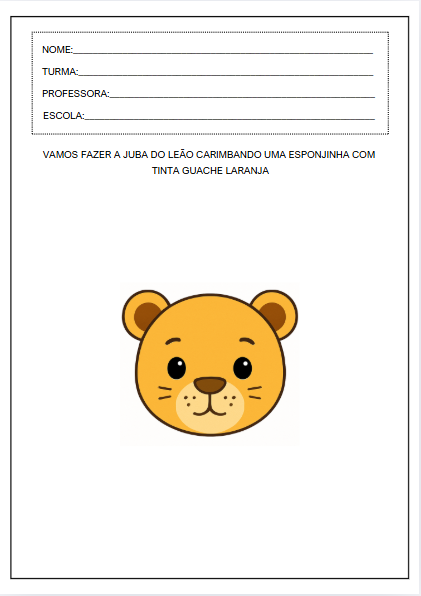 NOME:
TURMA:
PROFESSORA:
ESCOLA:
VAMOS FAZER A JUBA DO LEÃO CARIMBANDO UMA ESPONJINHA COM
TINTA GUACHE LARANJA